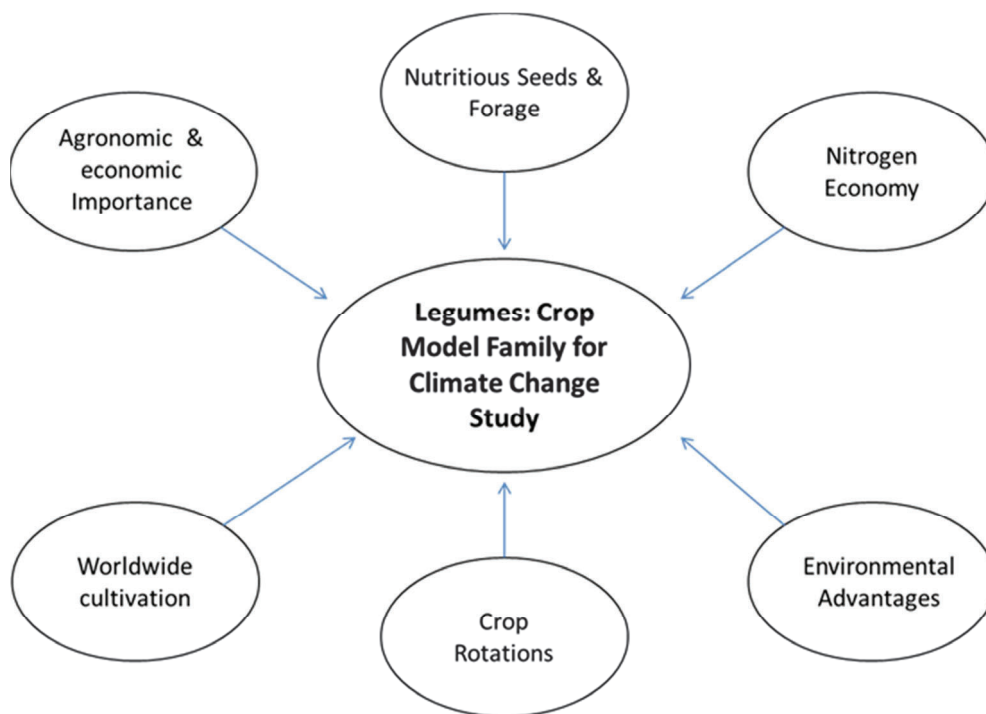 Nutritious Seeds &
Forage
Agronomic &
economic
Importance
Nitrogen
Economy
Legumes: Crop
Model Family for
Climate Change
Study
Worldwide
cultivation
Crop
Rotations
Environmental
Advantages